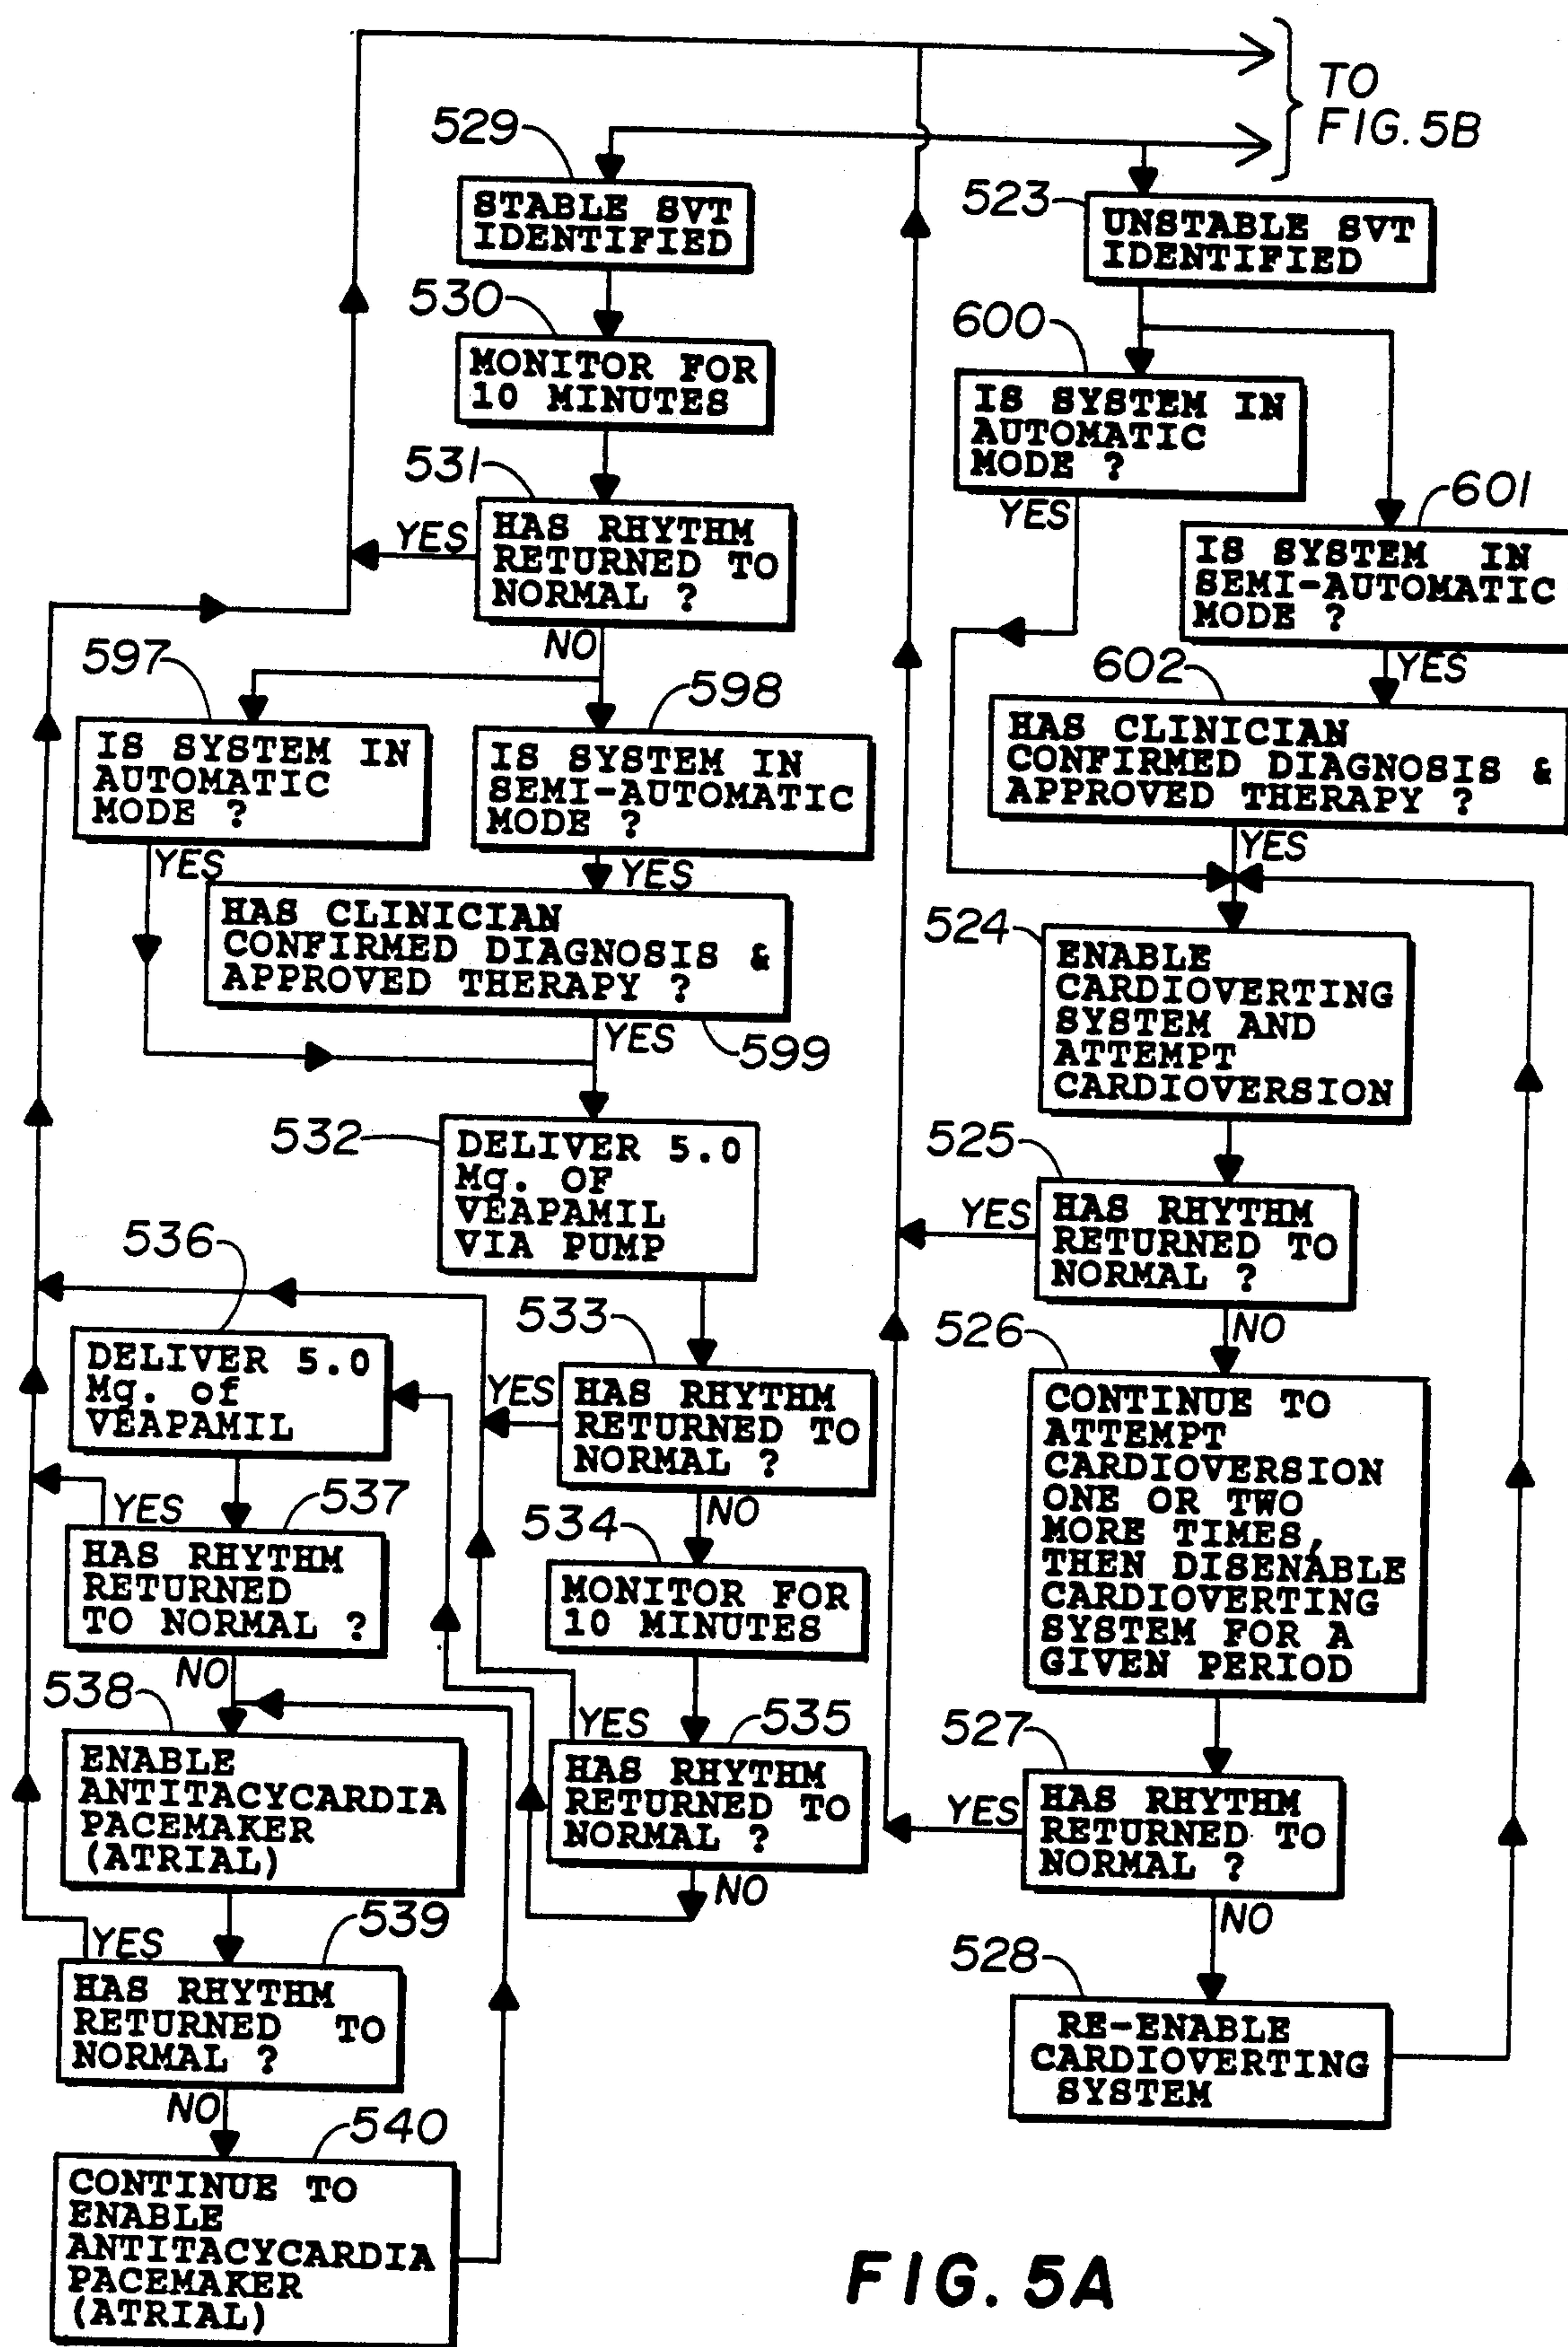 TO
FIG. 5B
529
STABLE SVT
IDENTIFIED
530
MONITOR FOR
10 MINUTES
531
HAS RHYTHM
RETURNED TO
NORMAL ?
YES
NO
597
IS SYSTEM IN
AUTOMATIC
MODE ?
YES
598
IS SYSTEM IN
SEMI-AUTOMATIC
MODE ?
YES
HAS CLINICIAN
CONFIRMED DIAGNOSIS &
APPROVED THERAPY ?
YES
599
532
DELIVER 5.0
Mg. OF
VEAPAMIL
VIA PUMP
533
YES
HAS RHYTHM
RETURNED TO
NORMAL ?
NO
534
MONITOR FOR
10 MINUTES
535
YES
HAS RHYTHM
RETURNED TO
NORMAL ?
NO
536
DELIVER 5.0
Mg. of
VEAPAMIL
537
YES
HAS RHYTHM
RETURNED
TO NORMAL ?
NO
538
ENABLE
ANTITACYCARDIA
PACEMAKER
(ATRIAL)
539
YES
HAS RHYTHM
RETURNED TO
NORMAL ?
NO
540
CONTINUE TO
ENABLE
ANTITACYCARDIA
PACEMAKER
(ATRIAL)
523
UNSTABLE SVT
IDENTIFIED
600
IS SYSTEM IN
AUTOMATIC
MODE ?
YES
601
IS SYSTEM IN
SEMI-AUTOMATIC
MODE ?
YES
602
HAS CLINICIAN
CONFIRMED DIAGNOSIS &
APPROVED THERAPY ?
YES
524
ENABLE
CARDIOVERTING
SYSTEM AND
ATTEMPT
CARDIOVERSION
525
YES
HAS RHYTHM
RETURNED TO
NORMAL ?
NO
526
CONTINUE TO
ATTEMPT
CARDIOVERSION
ONE OR TWO
MORE TIMES,
THEN DISENABLE
CARDIOVERTING
SYSTEM FOR A
GIVEN PERIOD
527
YES
HAS RHYTHM
RETURNED TO
NORMAL ?
NO
528
RE-ENABLE
CARDIOVERTING
SYSTEM
FIG. 5A